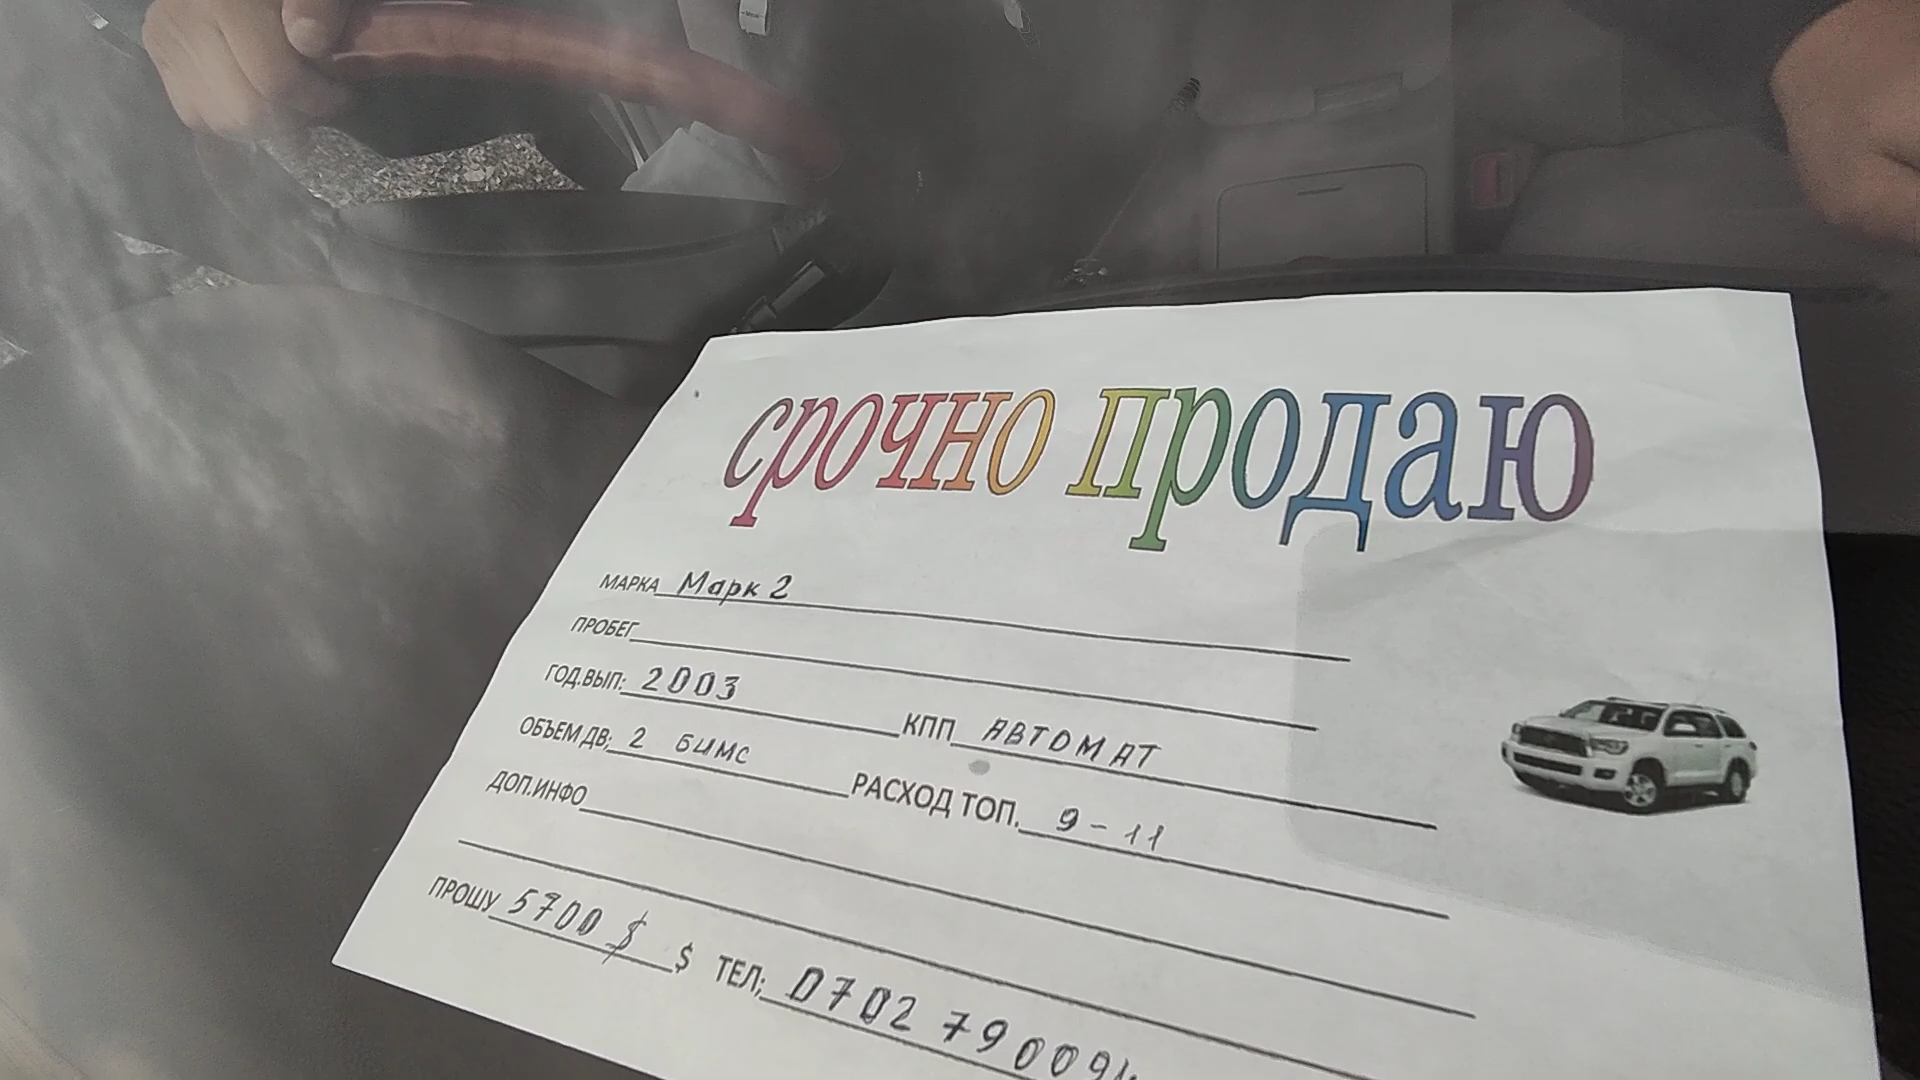 срочно продаю
МАРКА Марк 2
ПРОБЕГ
ГОД.ВЫП: 2003 КПП АВТОМАТ
ОБЪЕМ ДВ; 2 бимс РАСХОД ТОП. 9-11
ДОП.ИНФО
ПРОШУ 5700 $ $ ТЕЛ; 0702 79009